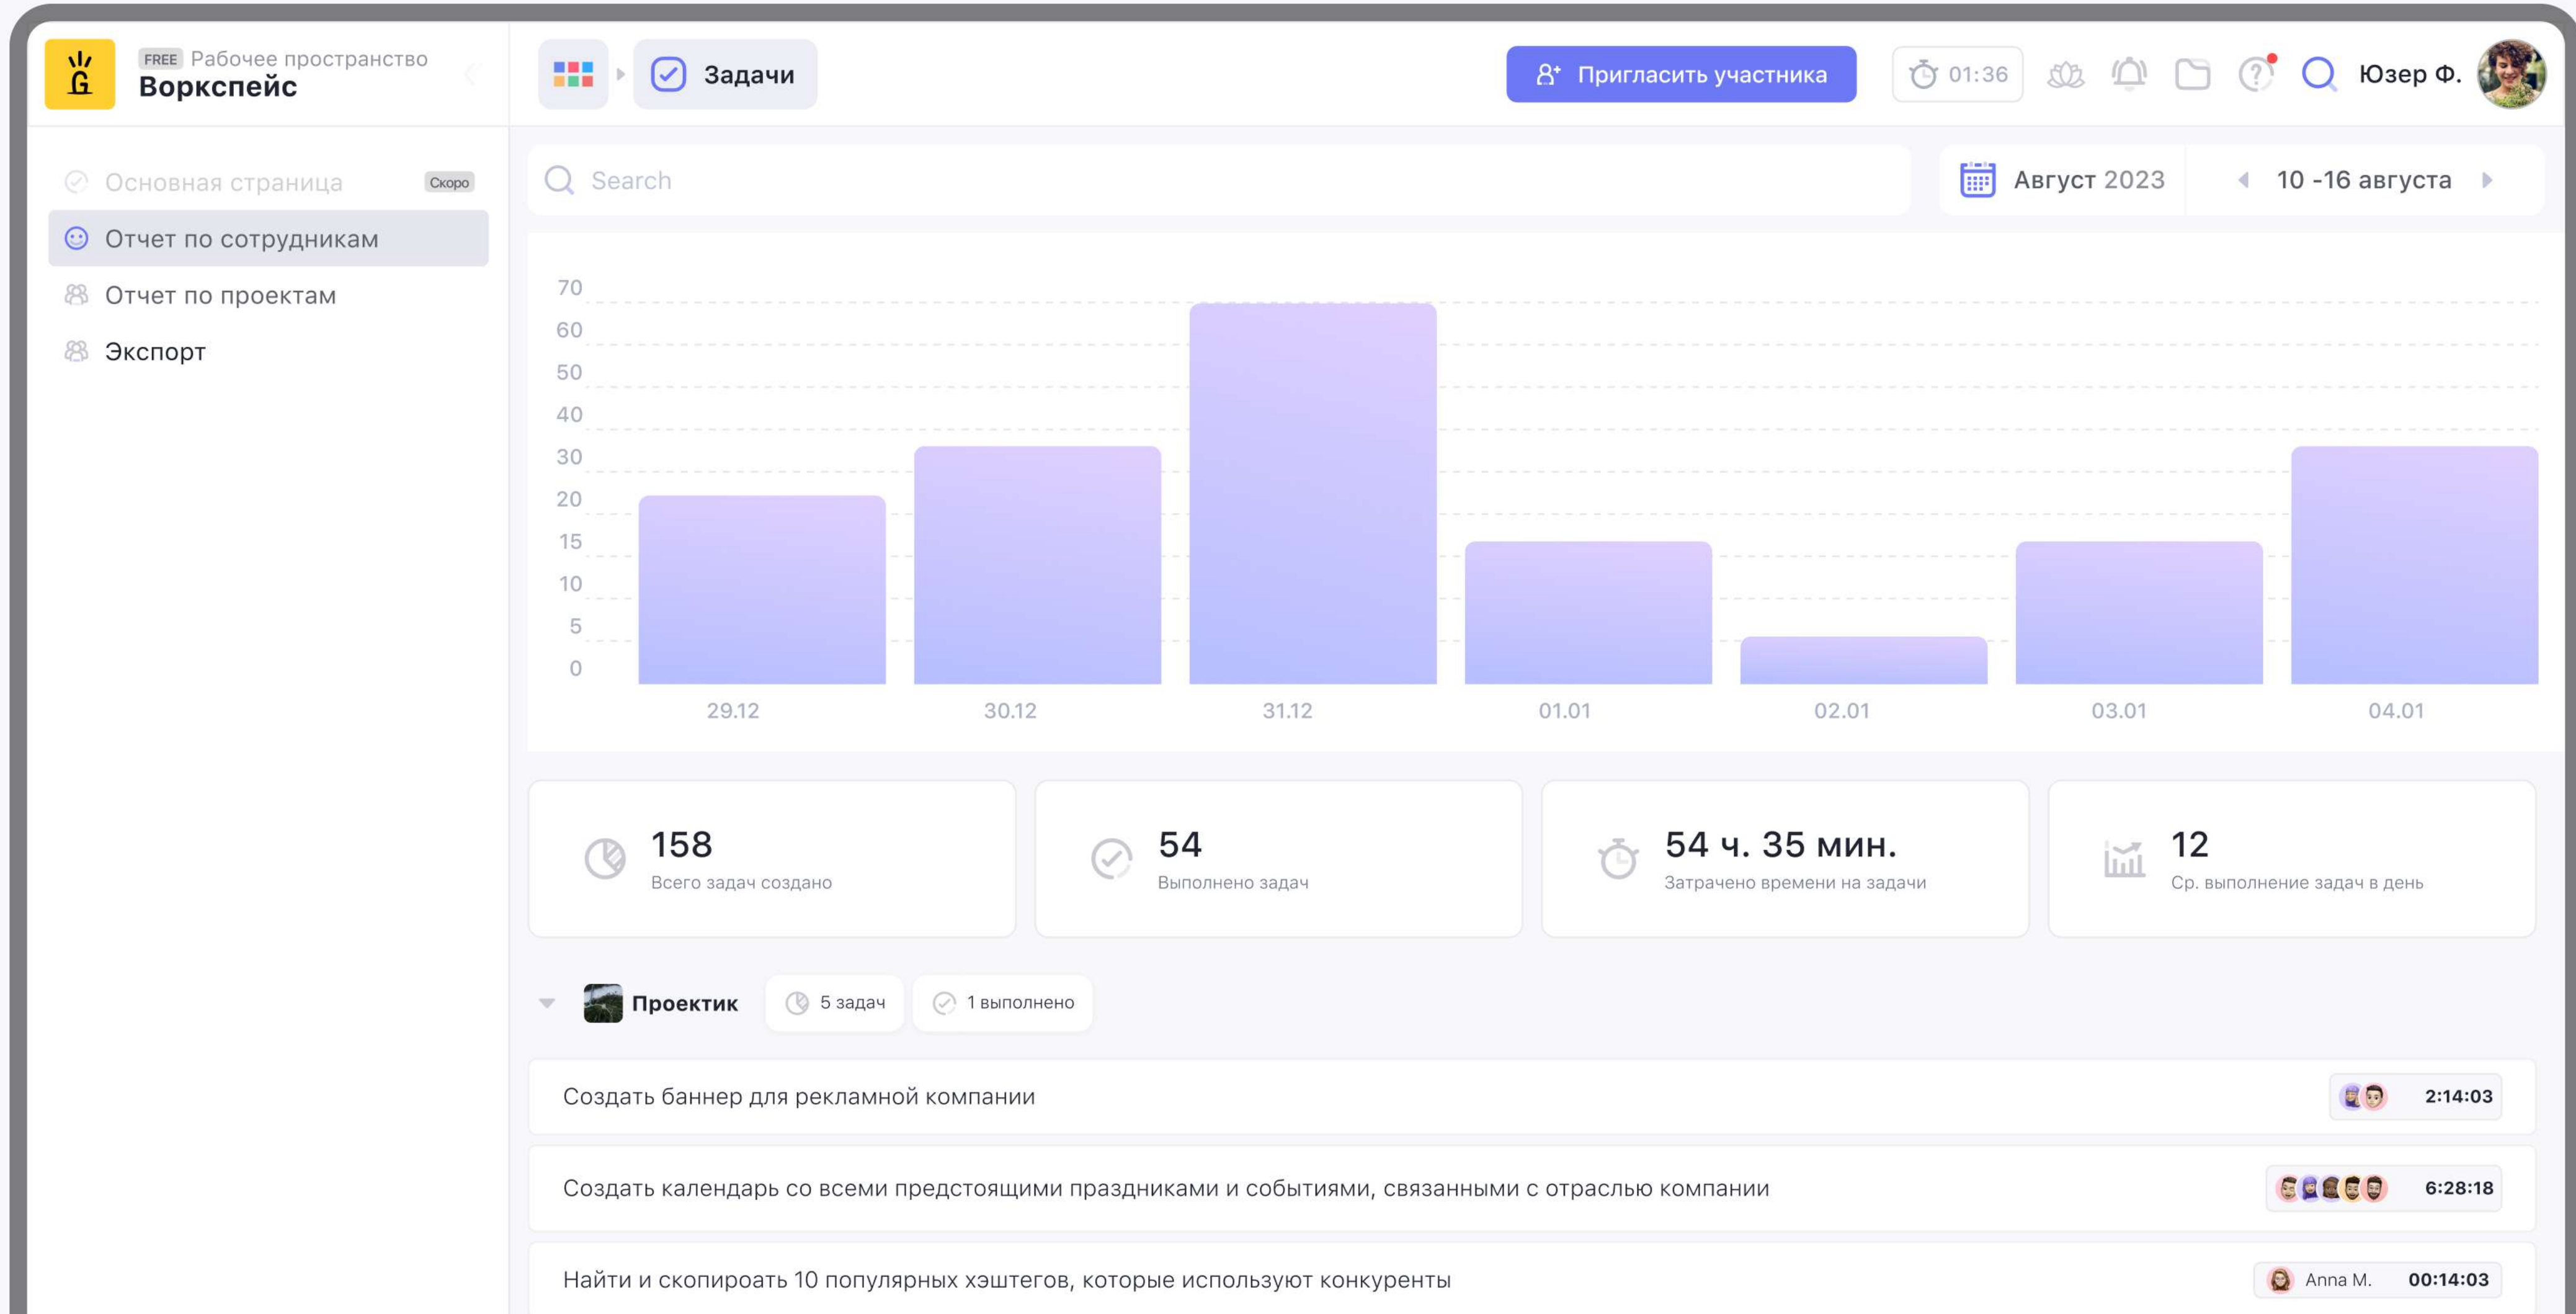 FREE Рабочее пространство
Воркспейс
G
Задачи
Пригласить участника
01:36
Юзер Ф.
Основная страница Скоро
Отчет по сотрудникам
Отчет по проектам
Экспорт
Search
Август 2023
10 -16 августа
70
60
50
40
30
20
15
10
5
0
29.12 30.12 31.12 01.01 02.01 03.01 04.01
158
Всего задач создано
54
Выполнено задач
54 ч. 35 мин.
Затрачено времени на задачи
12
Ср. выполнение задач в день
Проектик 5 задач 1 выполнено
Создать баннер для рекламной компании 2:14:03
Создать календарь со всеми предстоящими праздниками и событиями, связанными с отраслью компании 6:28:18
Найти и скопироать 10 популярных хэштегов, которые используют конкуренты Anna M. 00:14:03